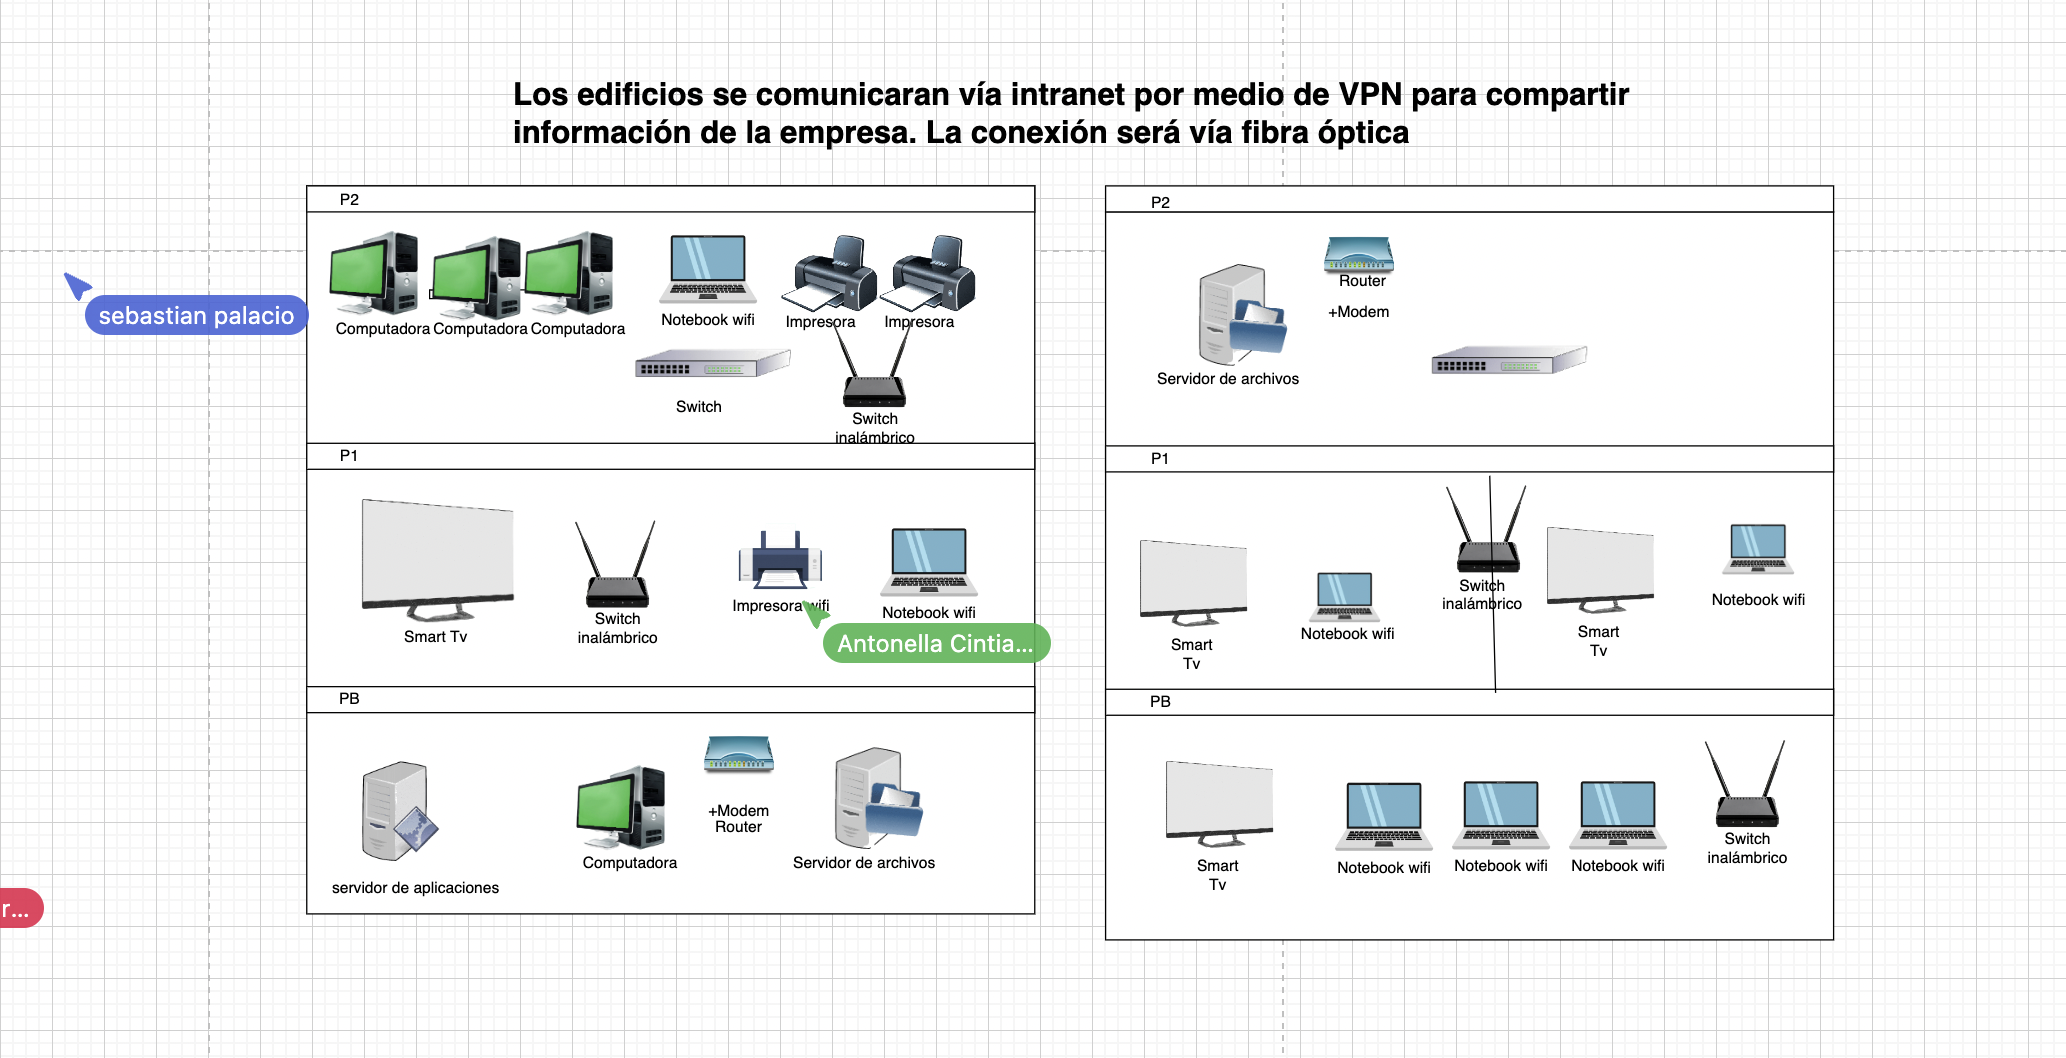 Los edificios se comunicaran vía intranet por medio de VPN para compartir
información de la empresa. La conexión será vía fibra óptica
P2
Computadora
Computadora
Computadora
Notebook wifi
Impresora
Impresora
Switch
Switch
inalámbrico
sebastian palacio
P1
Smart Tv
Switch
inalámbrico
Impresora wifi
Notebook wifi
Antonella Cintia...
PB
servidor de aplicaciones
Computadora
+Modem
Router
Servidor de archivos
r...
P2
Servidor de archivos
Router
+Modem
P1
Smart
Tv
Notebook wifi
Switch
inalámbrico
Smart
Tv
Notebook wifi
PB
Smart
Tv
Notebook wifi
Notebook wifi
Notebook wifi
Switch
inalámbrico